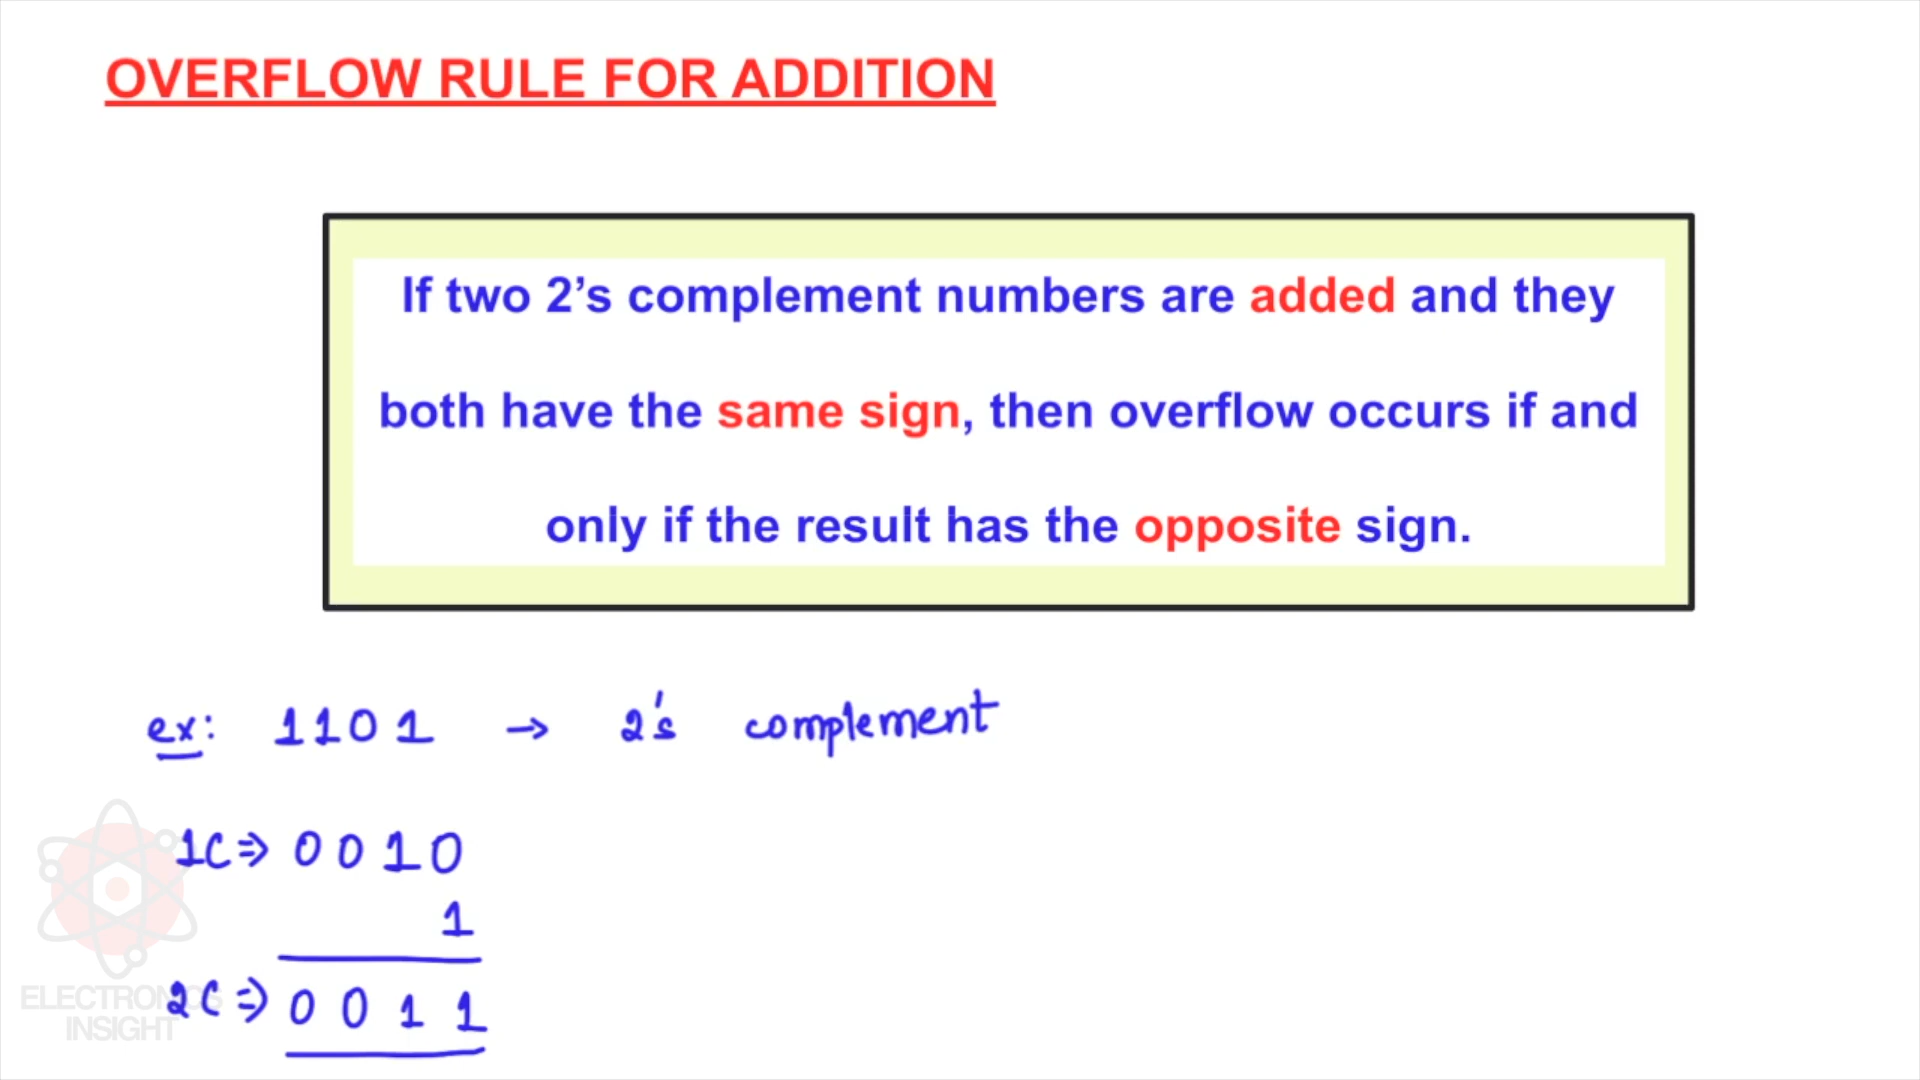 OVERFLOW RULE FOR ADDITION
If two 2’s complement numbers are added and they
both have the same sign, then overflow occurs if and
only if the result has the opposite sign.
ex: 1101 → 2's complement
1C ⇒ 0010
1
2C ⇒ 0011
ELECTRONICS
INSIGHT